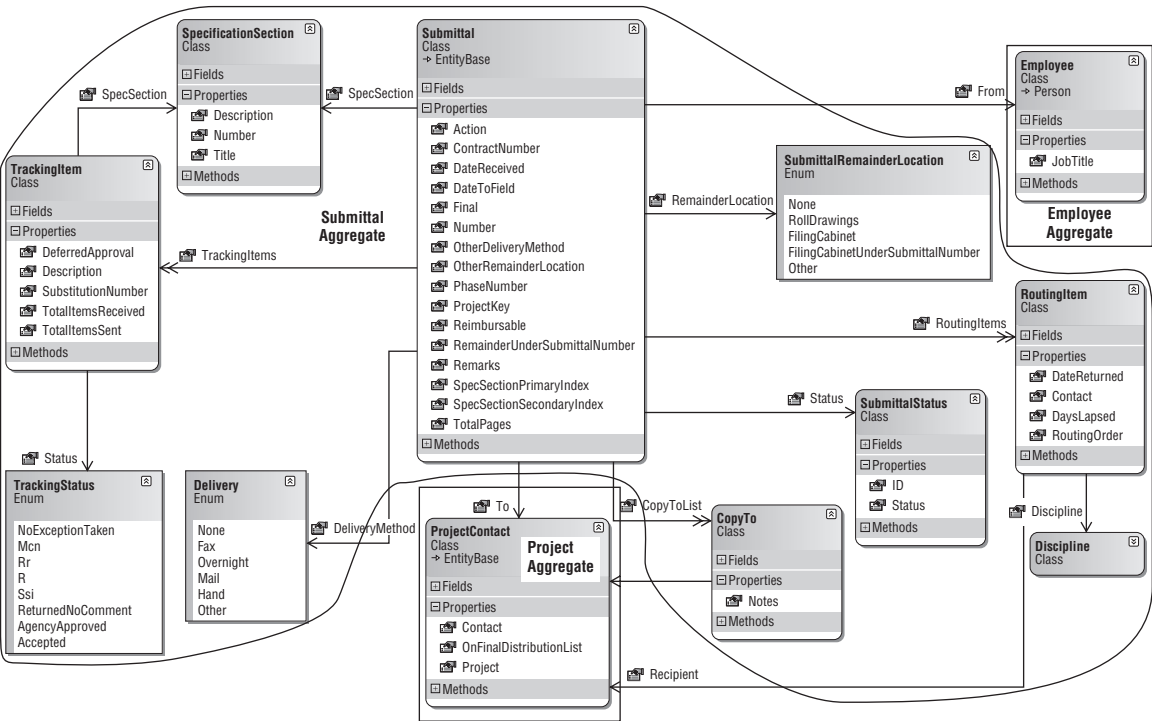 SpecificationSection
Class
Fields
Properties
Description
Number
Title
Methods
SpecSection
SpecSection
Submittal
Class
EntityBase
Fields
Properties
Action
ContractNumber
DateReceived
DateToField
Final
Number
OtherDeliveryMethod
OtherRemainderLocation
PhaseNumber
ProjectKey
Reimbursable
RemainderUnderSubmittalNumber
Remarks
SpecSectionPrimaryIndex
SpecSectionSecondaryIndex
TotalPages
Methods
From
Employee
Class
Person
Fields
Properties
JobTitle
Methods
Employee
Aggregate
TrackingItem
Class
Fields
Properties
DeferredApproval
Description
SubstitutionNumber
TotalItemsReceived
TotalItemsSent
Methods
Submittal
Aggregate
TrackingItems
RemainderLocation
SubmittalRemainderLocation
Enum
None
RollDrawings
FilingCabinet
FilingCabinetUnderSubmittalNumber
Other
RoutingItems
RoutingItem
Class
Fields
Properties
DateReturned
Contact
DaysLapsed
RoutingOrder
Methods
Status
SubmittalStatus
Class
Fields
Properties
ID
Status
Methods
Status
TrackingStatus
Enum
NoExceptionTaken
Mcn
Rr
R
Ssi
ReturnedNoComment
AgencyApproved
Accepted
Delivery
Enum
None
Fax
Overnight
Mail
Hand
Other
DeliveryMethod
To
CopyToList
ProjectContact
Class
EntityBase
Fields
Properties
Contact
OnFinalDistributionList
Project
Methods
Project
Aggregate
CopyTo
Class
Fields
Properties
Notes
Methods
Discipline
Discipline
Class
Recipient